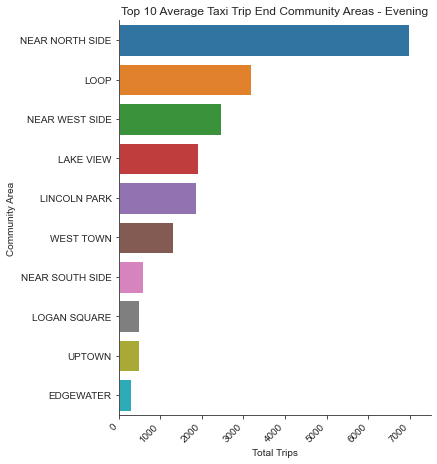 Top 10 Average Taxi Trip End Community Areas - Evening
NEAR NORTH SIDE
LOOP
NEAR WEST SIDE
LAKE VIEW
LINCOLN PARK
WEST TOWN
NEAR SOUTH SIDE
LOGAN SQUARE
UPTOWN
EDGEWATER
Community Area
0 1000 2000 3000 4000 5000 6000 7000
Total Trips